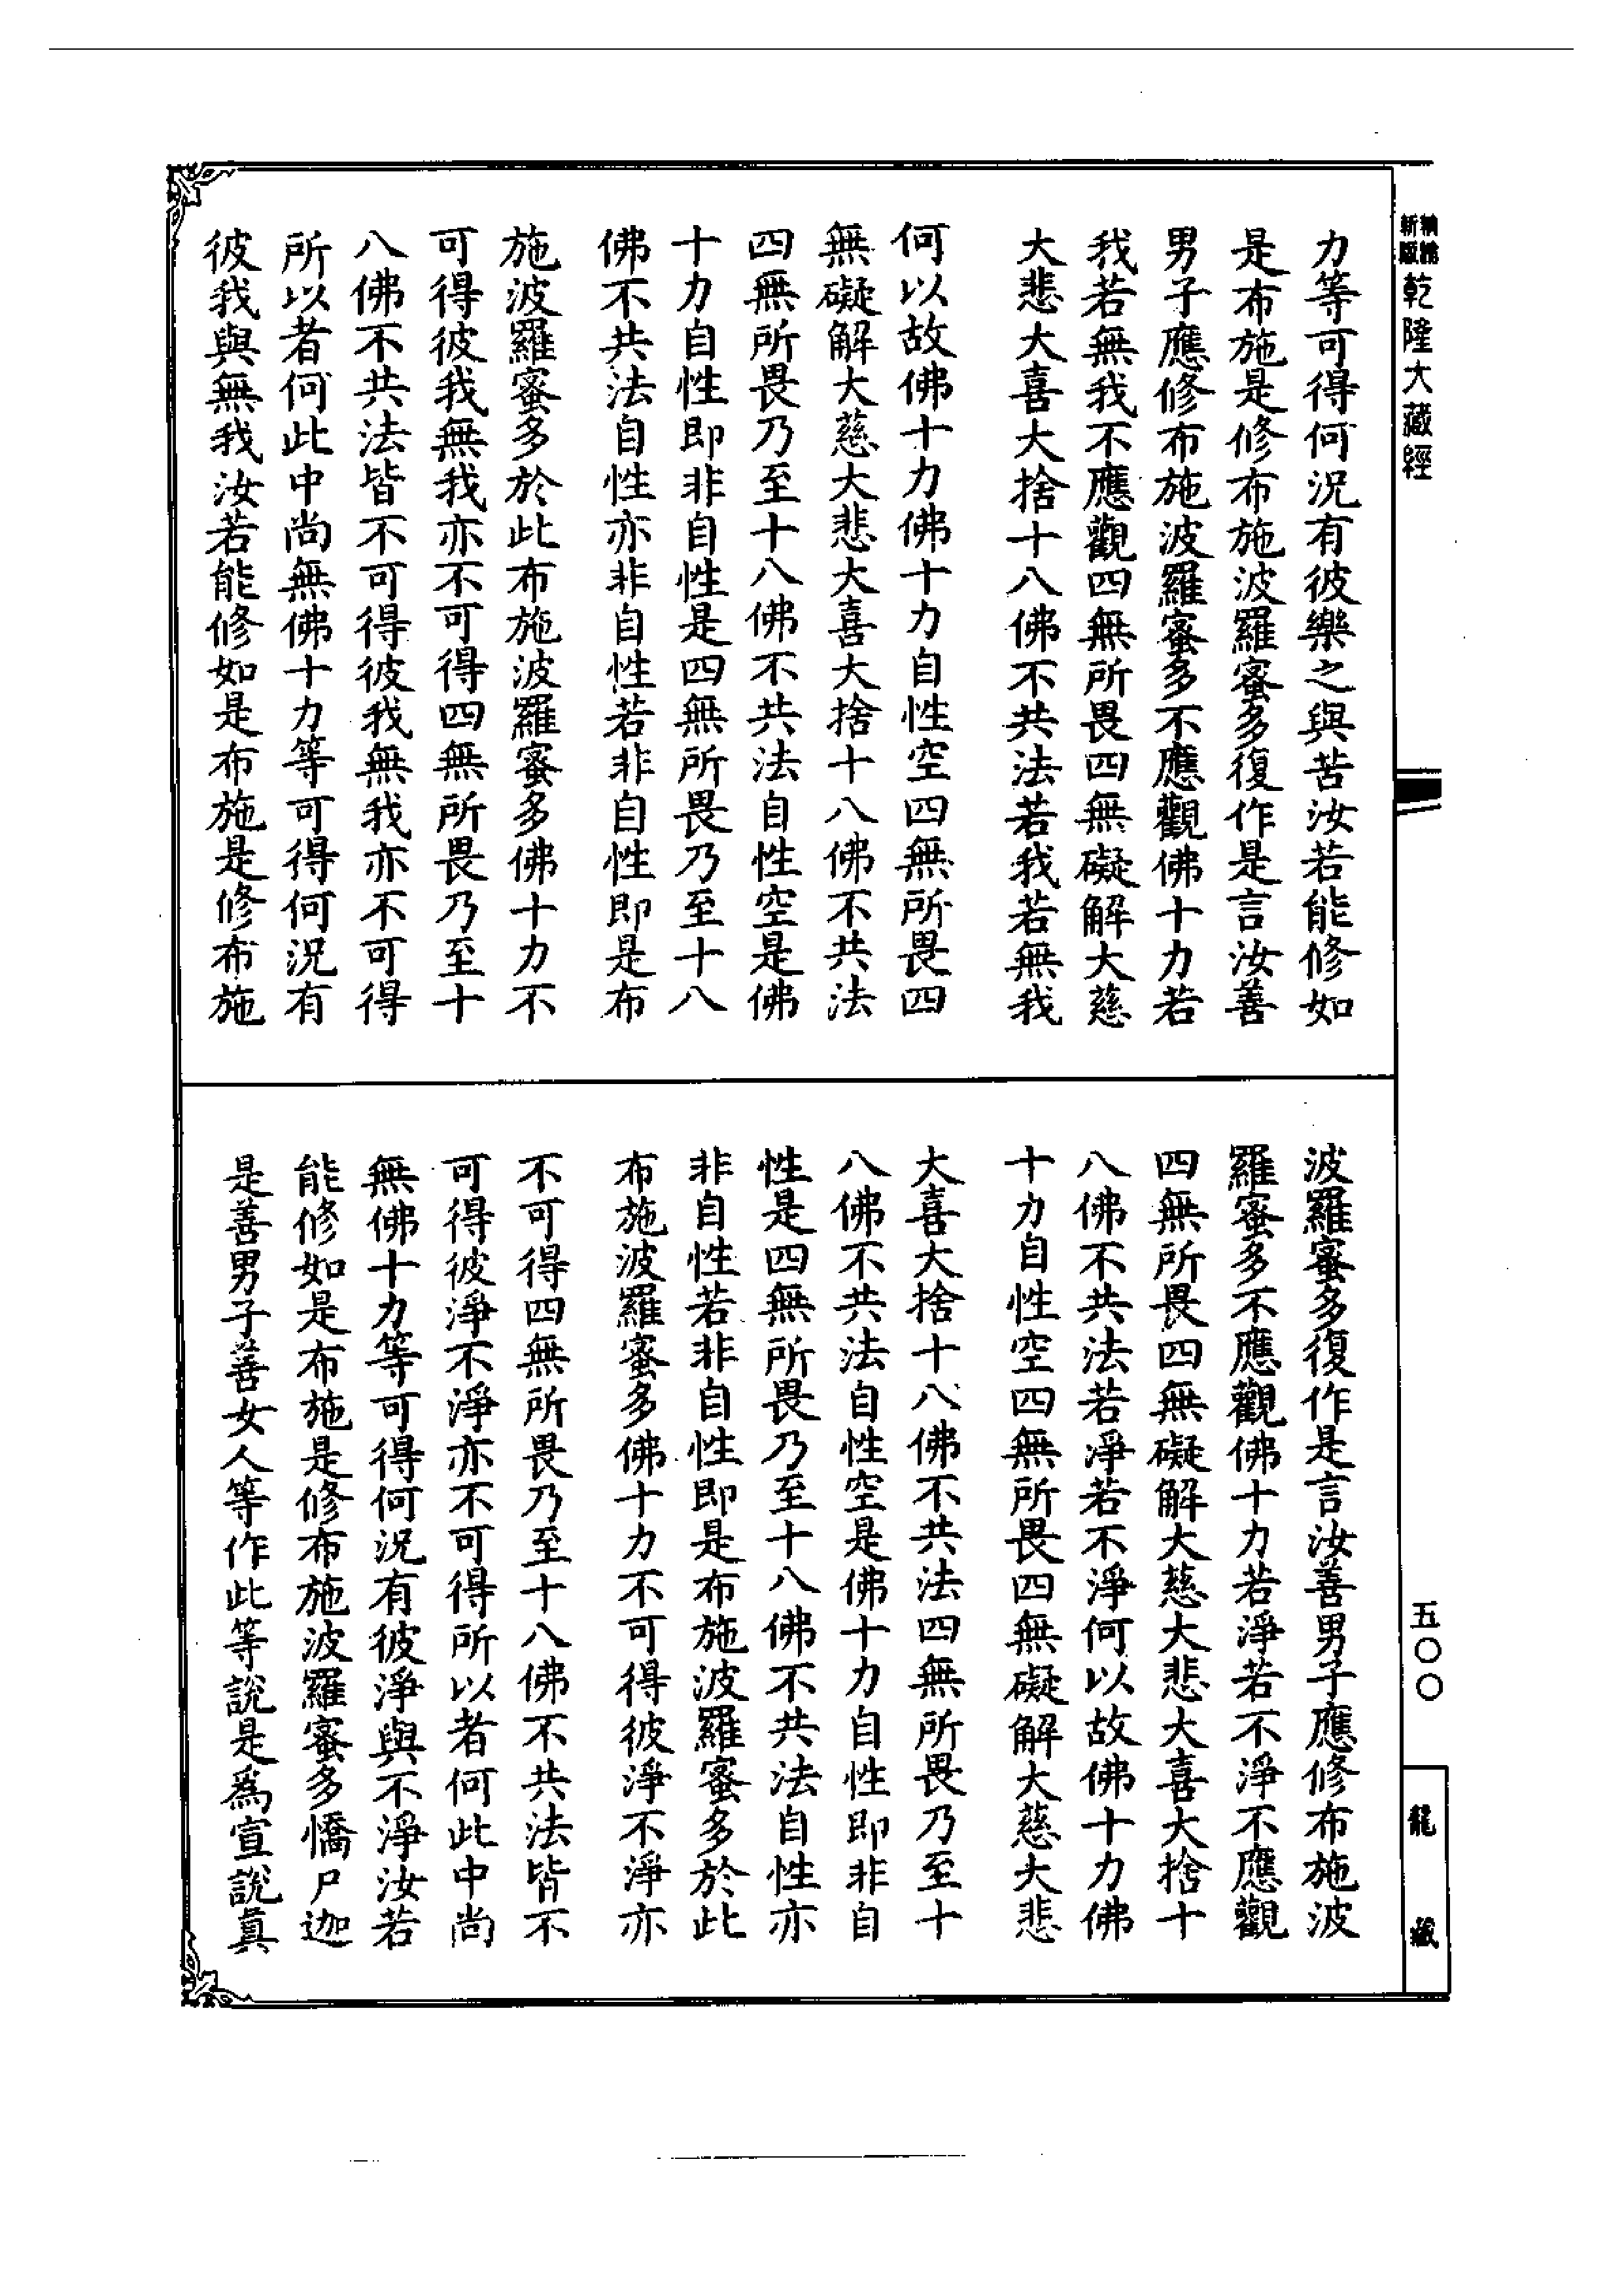 乾隆大藏經
力等可得何況有彼樂之與苦汝若能修如
是布施是修布施波羅蜜多復作是言汝善
男子應修布施波羅蜜多不應觀佛十力若
我若無我不應觀四無所畏四無礙解大慈
大悲大喜大捨十八佛不共法若我若無我
何以故佛十力佛十力自性空四無所畏四
無礙解大慈大悲大喜大捨十八佛不共法
四無所畏乃至十八佛不共法自性空是佛
十力自性即非自性是四無所畏乃至十八
佛不共法自性亦非自性若非自性即是布
施波羅蜜多於此布施波羅蜜多佛十力不
可得彼我無我亦不可得四無所畏乃至十
八佛不共法皆不可得彼我無我亦不可得
所以者何此中尚無佛十力等可得何況有
彼我與無我汝若能修如是布施是修布施
波羅蜜多復作是言汝善男子應修布施波
羅蜜多不應觀佛十力若淨若不淨不應觀
四無所畏四無礙解大慈大悲大喜大捨十
八佛不共法若淨若不淨何以故佛十力佛
十力自性空四無所畏四無礙解大慈大悲
大喜大捨十八佛不共法四無所畏乃至十
八佛不共法自性空是佛十力自性即非自
性是四無所畏乃至十八佛不共法自性亦
非自性若非自性即是布施波羅蜜多於此
布施波羅蜜多佛十力不可得彼淨不淨亦
不可得四無所畏乃至十八佛不共法皆不
可得彼淨不淨亦不可得所以者何此中尚
無佛十力等可得何況有彼淨與不淨汝若
能修如是布施是修布施波羅蜜多憍尸迦
是善男子善女人等作此等說是為宣說真
五〇〇
龍藏